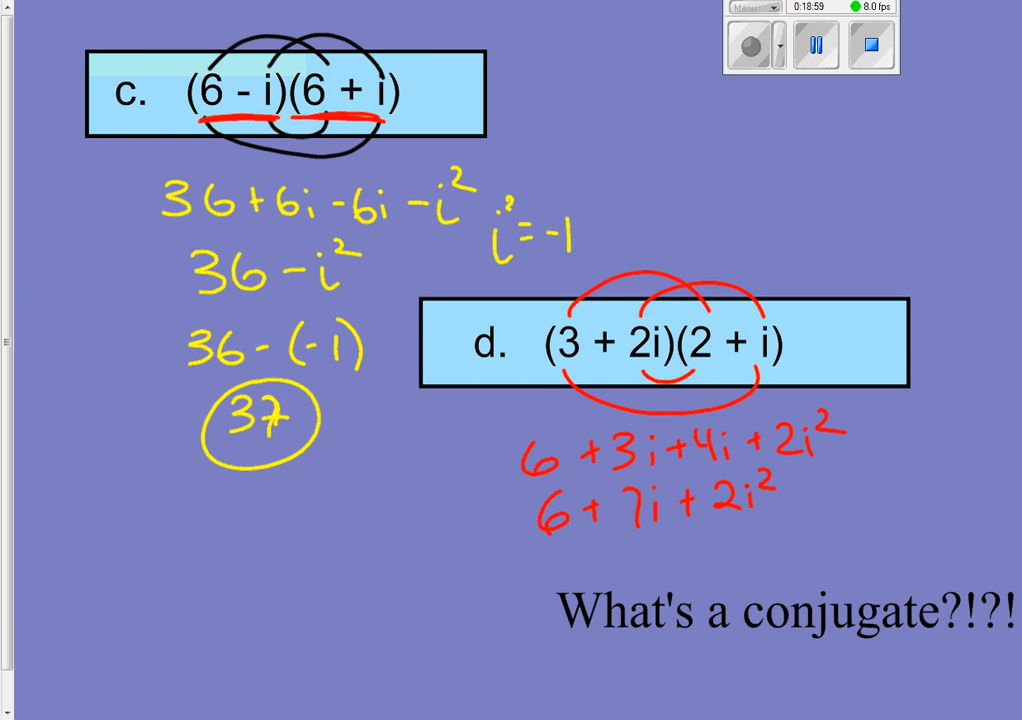 Menu 0:18:59 8.0 fps
c. (6 - i)(6 + i)
36 + 6i - 6i - i²
i² = -1
36 - i²
36 - (-1)
37
d. (3 + 2i)(2 + i)
6 + 3i + 4i + 2i²
6 + 7i + 2i²
What's a conjugate?!?!